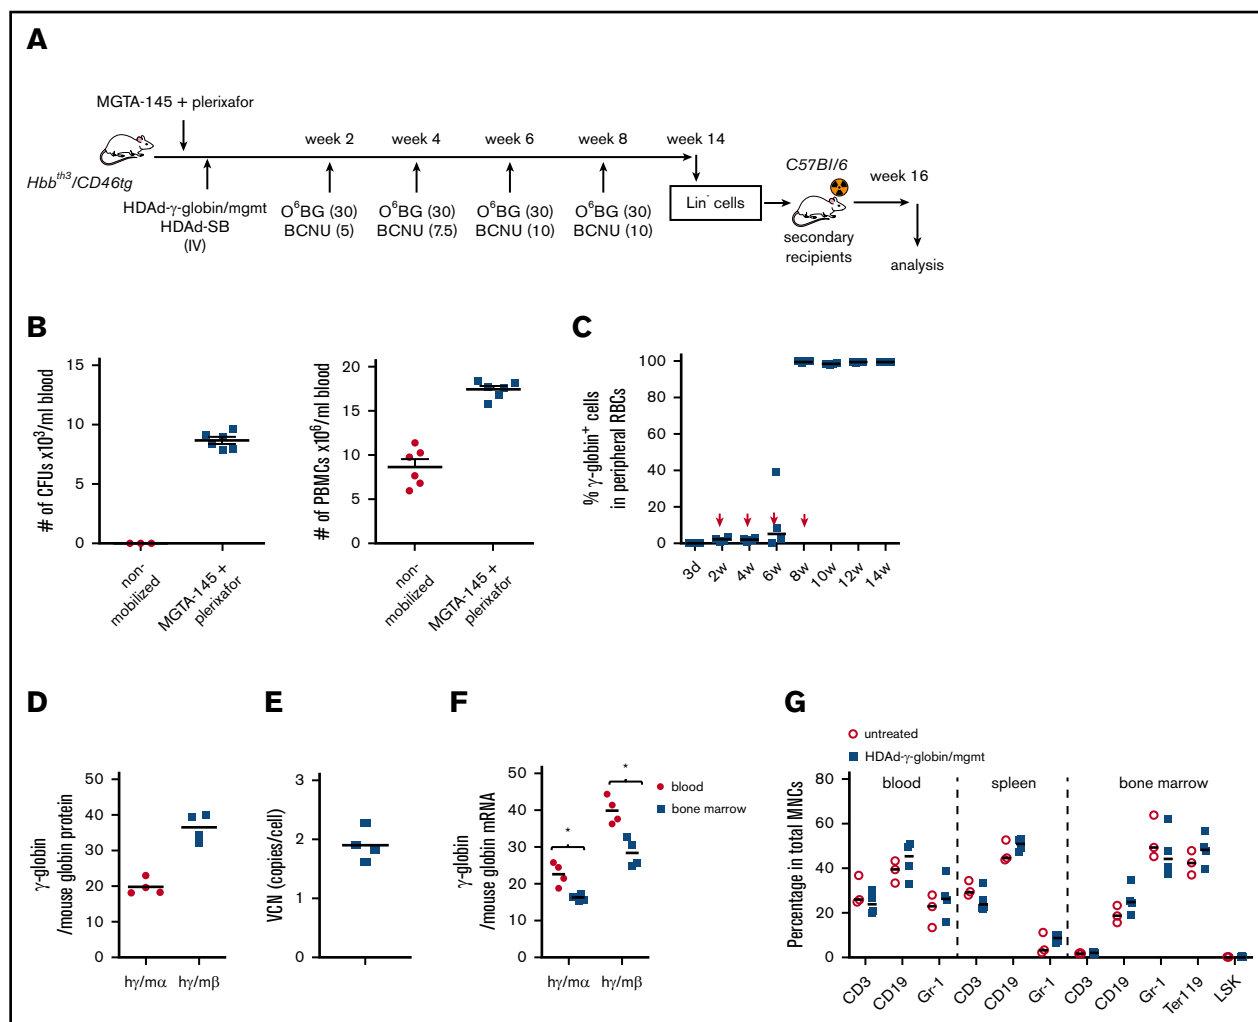 A
MGTA-145 + plerixafor
week 2
week 4
week 6
week 8
week 14
Hbbth3/CD46tg
HDAd-γ-globin/mgmt
HDAd-SB
(IV)
O6BG (30)
BCNU (5)
O6BG (30)
BCNU (7.5)
O6BG (30)
BCNU (10)
O6BG (30)
BCNU (10)
Lin- cells
C57Bl/6
secondary
recipients
week 16
analysis
B
# of CFUs x10³/ml blood
15
10
5
0
non-
mobilized
MGTA-145 +
plerixafor
# of PBMCs x10⁶/ml blood
20
15
10
5
0
non-
mobilized
MGTA-145 +
plerixafor
C
% γ-globin+ cells
in peripheral RBCs
100
80
60
40
20
0
3d
2w
4w
6w
8w
10w
12w
14w
D
γ-globin
/mouse globin protein
50
40
30
20
10
0
hγ/mα
hγ/mβ
E
VCN (copies/cell)
3
2
1
0
F
γ-globin
/mouse globin mRNA
50
40
30
20
10
0
*
*
hγ/mα
hγ/mβ
blood
bone marrow
G
untreated
HDAd-γ-globin/mgmt
Percentage in total MNCs
80
60
40
20
0
blood
spleen
bone marrow
CD3
CD19
Gr-1
CD3
CD19
Gr-1
CD3
CD19
Gr-1
Ter119
LSK